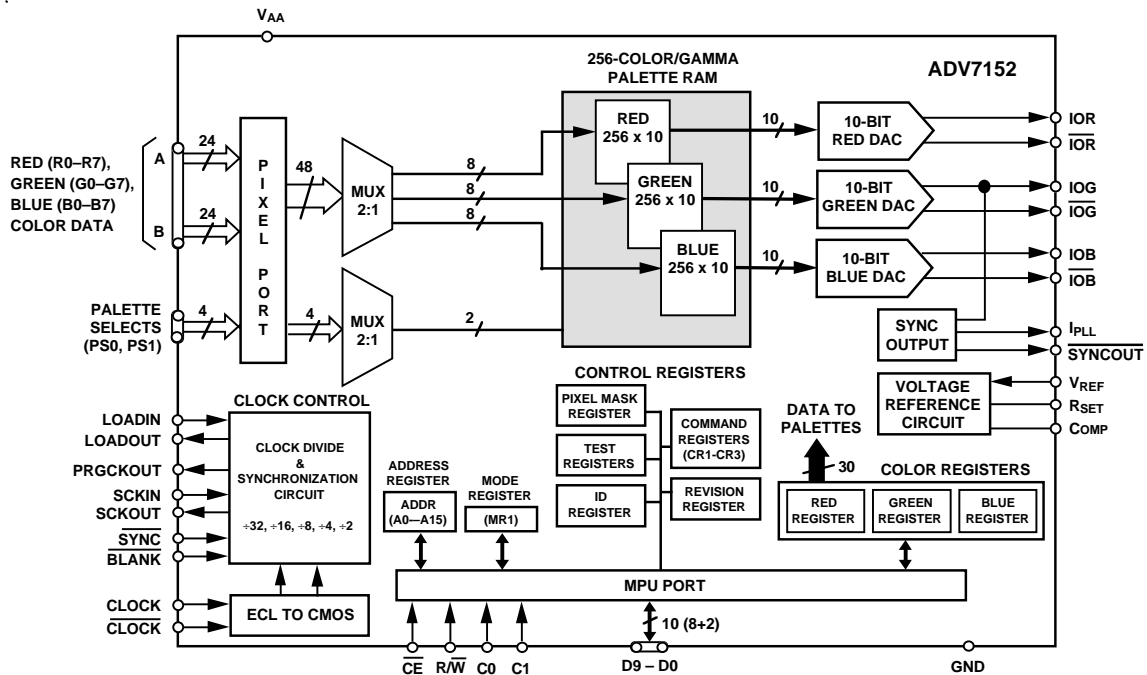 V_AA
256-COLOR/GAMMA
PALETTE RAM
ADV7152
RED (R0–R7),
GREEN (G0–G7),
BLUE (B0–B7)
COLOR DATA
A
24
B
24
PIXEL PORT
48
MUX
2:1
8
8
8
RED
256 x 10
GREEN
256 x 10
BLUE
256 x 10
10
10
10
10-BIT
RED DAC
10-BIT
GREEN DAC
10-BIT
BLUE DAC
IOR
IOR
IOG
IOG
IOB
IOB
PALETTE
SELECTS
(PS0, PS1)
4
4
MUX
2:1
2
SYNC
OUTPUT
I_PLL
SYNCOUT
VOLTAGE
REFERENCE
CIRCUIT
V_REF
R_SET
COMP
CLOCK CONTROL
LOADIN
LOADOUT
PRGCKOUT
SCKIN
SCKOUT
SYNC
BLANK
CLOCK DIVIDE
&
SYNCHRONIZATION
CIRCUIT
÷32, ÷16, ÷8, ÷4, ÷2
CLOCK
CLOCK
ECL TO CMOS
ADDRESS
REGISTER
ADDR
(A0–A15)
MODE
REGISTER
(MR1)
CONTROL REGISTERS
PIXEL MASK
REGISTER
TEST
REGISTERS
ID
REGISTER
COMMAND
REGISTERS
(CR1-CR3)
REVISION
REGISTER
DATA TO
PALETTES
30
COLOR REGISTERS
RED
REGISTER
GREEN
REGISTER
BLUE
REGISTER
MPU PORT
10 (8+2)
CE
R/W
C0
C1
D9 – D0
GND